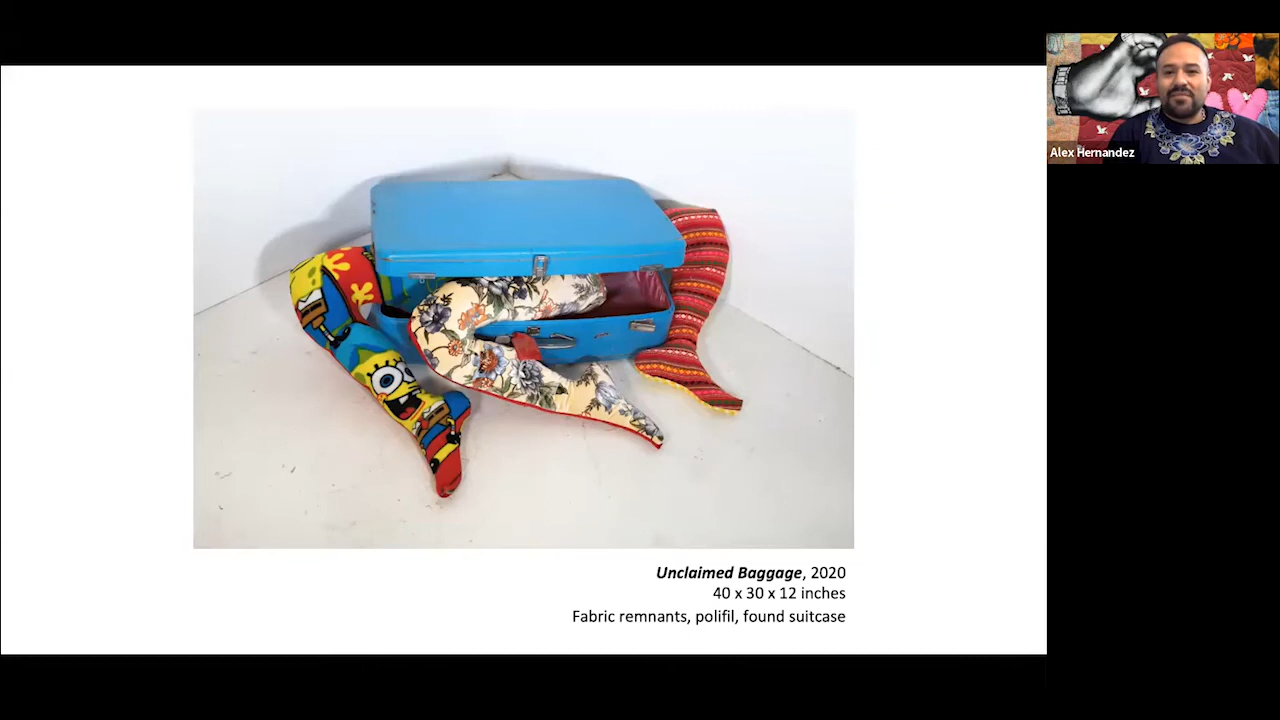 Alex Hernandez
Unclaimed Baggage, 2020
40 x 30 x 12 inches
Fabric remnants, polifil, found suitcase